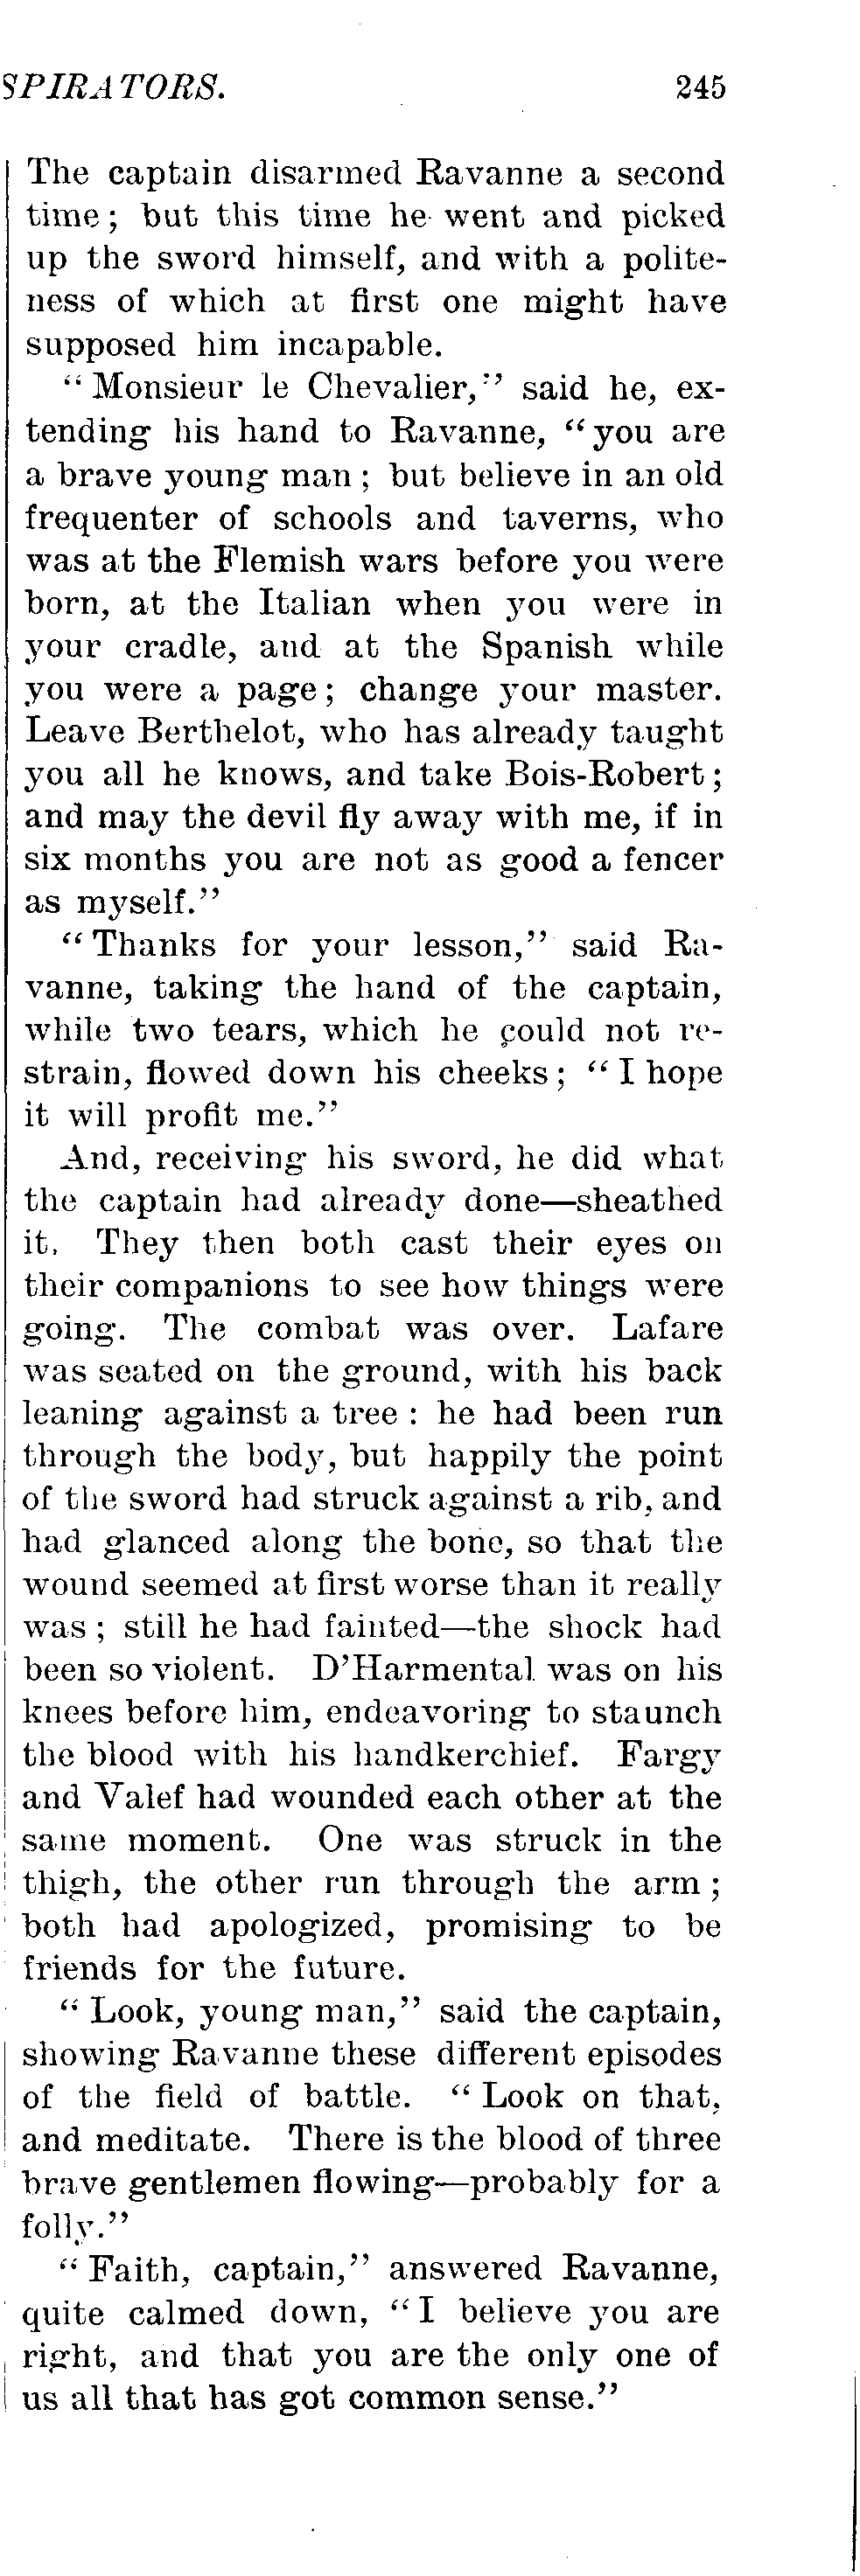 SPIRATORS. 245
The captain disarmed Ravanne a second
time; but this time he went and picked
up the sword himself, and with a polite-
ness of which at first one might have
supposed him incapable.
"Monsieur le Chevalier," said he, ex-
tending his hand to Ravanne, "you are
a brave young man; but believe in an old
frequenter of schools and taverns, who
was at the Flemish wars before you were
born, at the Italian when you were in
your cradle, and at the Spanish while
you were a page; change your master.
Leave Berthelot, who has already taught
you all he knows, and take Bois-Robert;
and may the devil fly away with me, if in
six months you are not as good a fencer
as myself."
"Thanks for your lesson," said Ra-
vanne, taking the hand of the captain,
while two tears, which he could not re-
strain, flowed down his cheeks; "I hope
it will profit me."
And, receiving his sword, he did what
the captain had already done—sheathed
it. They then both cast their eyes on
their companions to see how things were
going. The combat was over. Lafare
was seated on the ground, with his back
leaning against a tree: he had been run
through the body, but happily the point
of the sword had struck against a rib, and
had glanced along the bone, so that the
wound seemed at first worse than it really
was; still he had fainted—the shock had
been so violent. D'Harmental was on his
knees before him, endeavoring to staunch
the blood with his handkerchief. Fargy
and Valef had wounded each other at the
same moment. One was struck in the
thigh, the other run through the arm;
both had apologized, promising to be
friends for the future.
"Look, young man," said the captain,
showing Ravanne these different episodes
of the field of battle. "Look on that,
and meditate. There is the blood of three
brave gentlemen flowing—probably for a
folly."
"Faith, captain," answered Ravanne,
quite calmed down, "I believe you are
right, and that you are the only one of
us all that has got common sense."